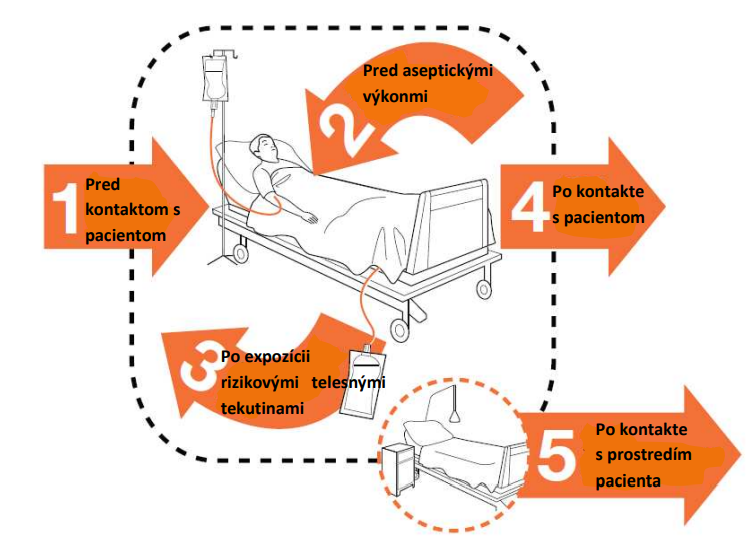 1
Pred
kontaktom s
pacientom
2
Pred aseptickými
výkonmi
3
Po expozícii
rizikovými telesnými
tekutinami
4
Po kontakte
s pacientom
5
Po kontakte
s prostredím
pacienta